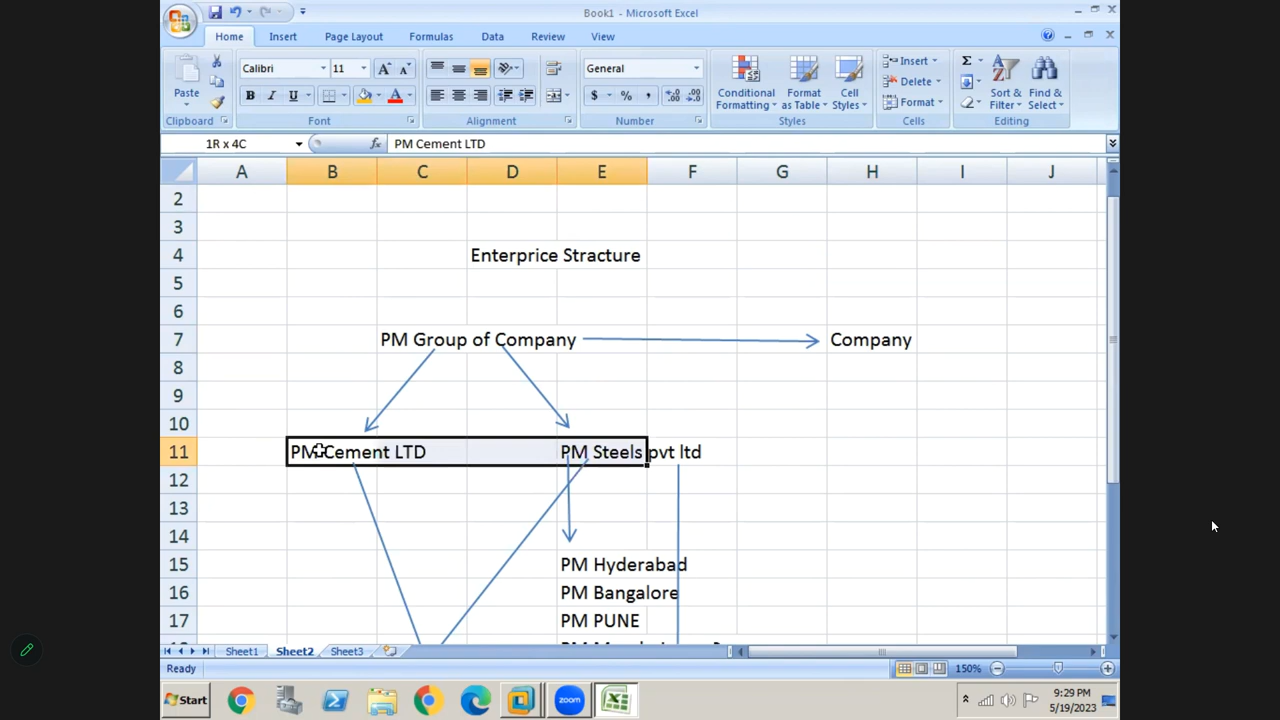 Book1 - Microsoft Excel
Home Insert Page Layout Formulas Data Review View
Paste
Calibri 11
B I U
General
$ % ,
Conditional Formatting
Format as Table
Cell Styles
Insert
Delete
Format
Σ
Sort & Filter
Find & Select
Clipboard Font Alignment Number Styles Cells Editing
1R x 4C fx PM Cement LTD
A B C D E F G H I J
2
3
4 Enterprice Stracture
5
6
7 PM Group of Company Company
8
9
10
11 PM Cement LTD PM Steels pvt ltd
12
13
14
15 PM Hyderabad
16 PM Bangalore
17 PM PUNE
Sheet1 Sheet2 Sheet3
Ready 150%
Start zoom 9:29 PM
5/19/2023